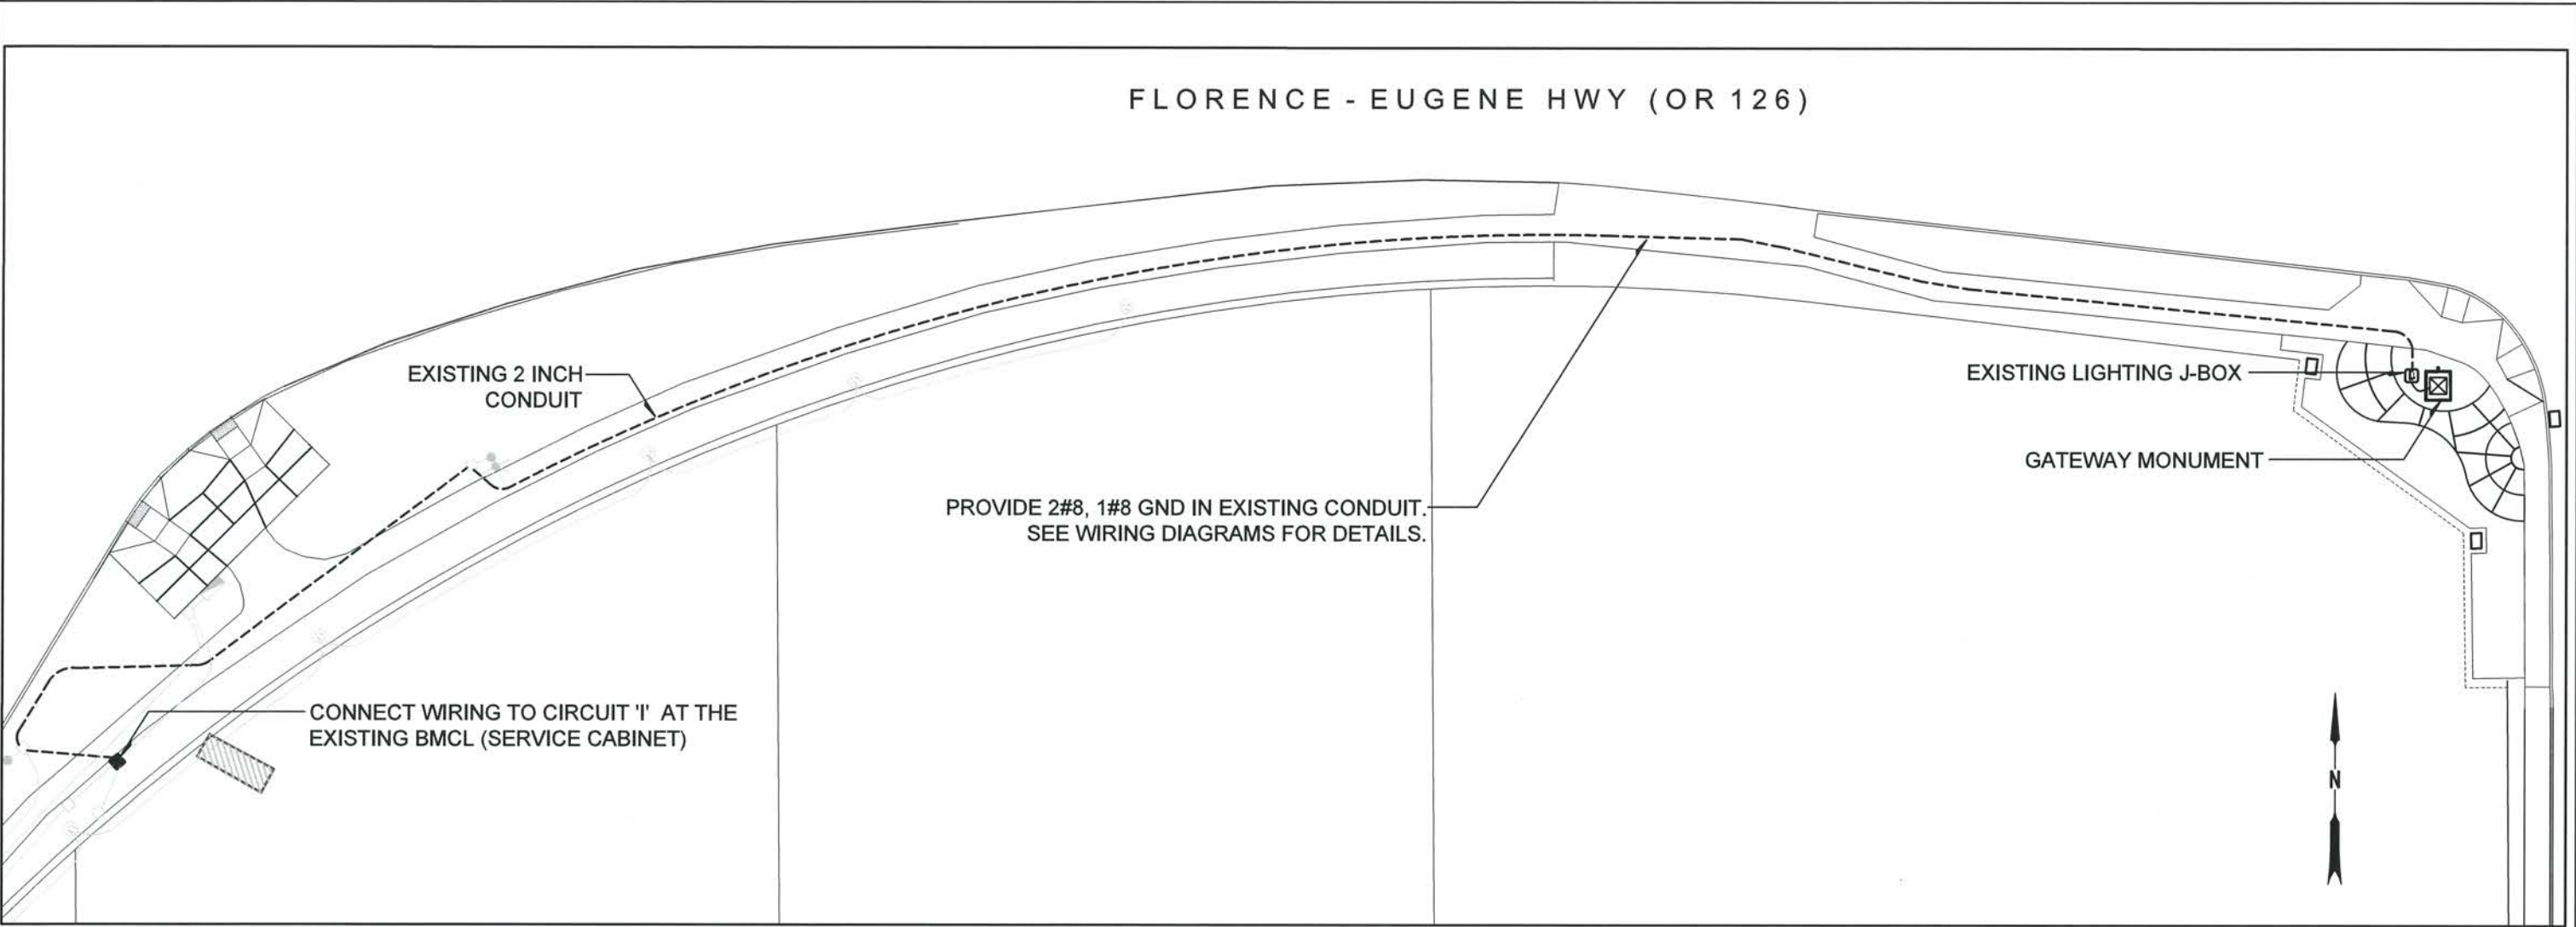 FLORENCE - EUGENE HWY (OR 126)
EXISTING 2 INCH
CONDUIT
EXISTING LIGHTING J-BOX
GATEWAY MONUMENT
PROVIDE 2#8, 1#8 GND IN EXISTING CONDUIT.
SEE WIRING DIAGRAMS FOR DETAILS.
CONNECT WIRING TO CIRCUIT 'I' AT THE
EXISTING BMCL (SERVICE CABINET)
N